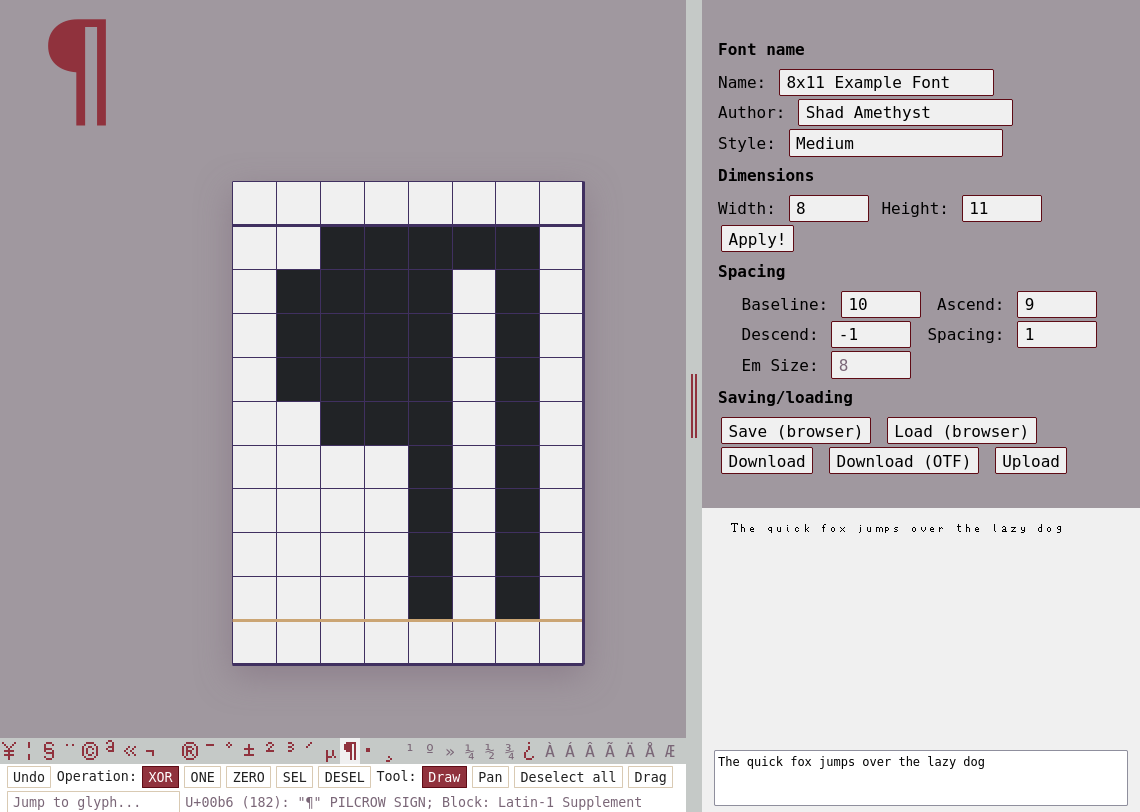 ¶
Font name
Name: 8x11 Example Font
Author: Shad Amethyst
Style: Medium
Dimensions
Width: 8 Height: 11
Apply!
Spacing
Baseline: 10 Ascend: 9
Descend: -1 Spacing: 1
Em Size: 8
Saving/loading
Save (browser) Load (browser)
Download Download (OTF) Upload
The quick fox jumps over the lazy dog
The quick fox jumps over the lazy dog
¥ ¦ § ¨ © ª « ¬ ® ¯ ° ± ² ³ ´ µ ¶ · ¸ ¹ º » ¼ ½ ¾ ¿ À Á Â Ã Ä Å Æ
Undo Operation: XOR ONE ZERO SEL DESEL Tool: Draw Pan Deselect all Drag
Jump to glyph... U+00b6 (182): "¶" PILCROW SIGN; Block: Latin-1 Supplement